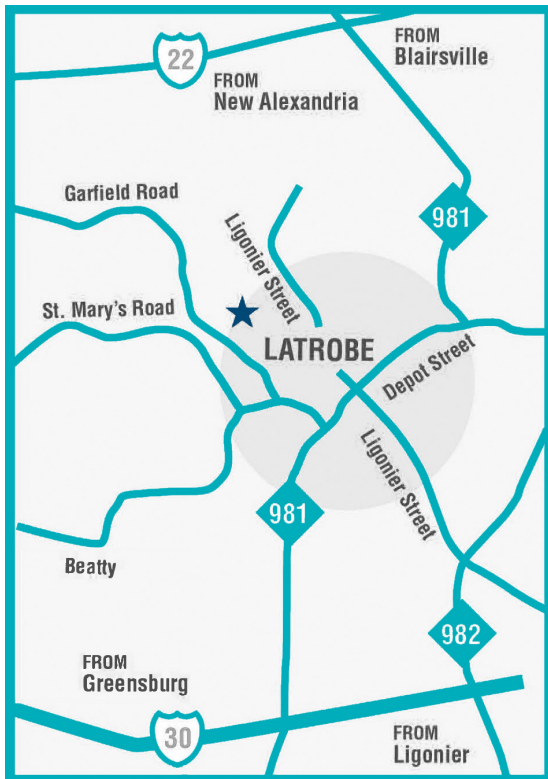 FROM
Blairsville
22
FROM
New Alexandria
Garfield Road
981
Ligonier Street
St. Mary's Road
LATROBE
Depot Street
Ligonier Street
981
Beatty
982
FROM
Greensburg
30
FROM
Ligonier